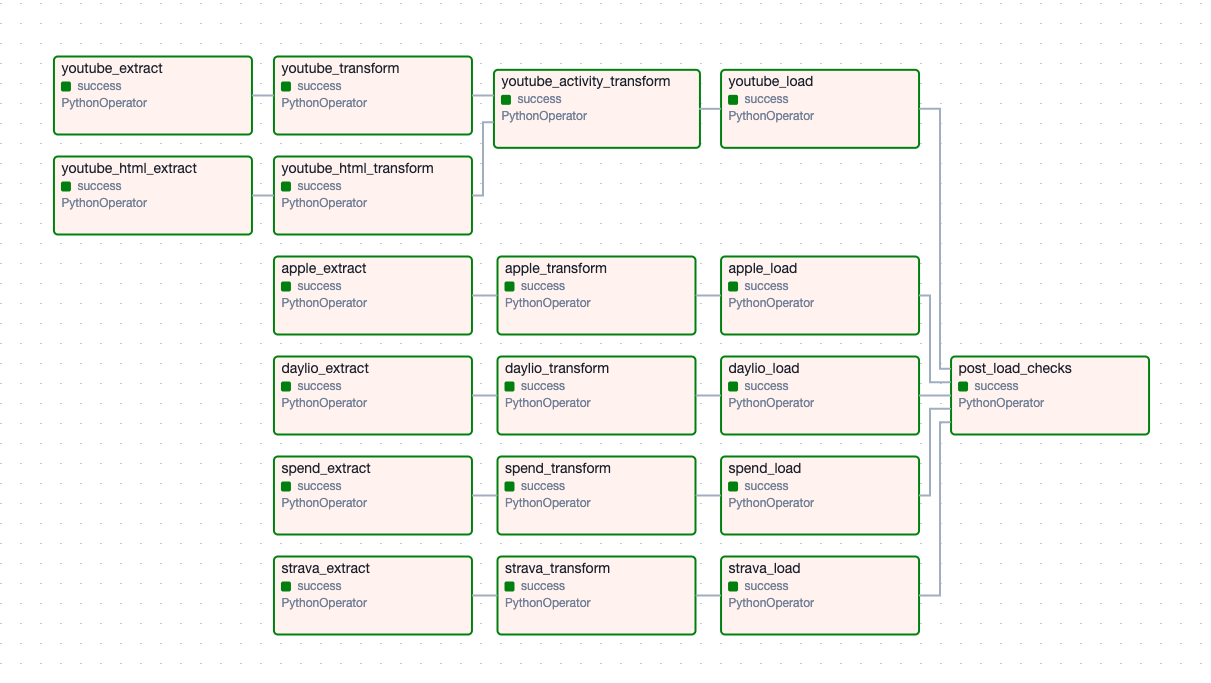 youtube_extract
success
PythonOperator
youtube_transform
success
PythonOperator
youtube_activity_transform
success
PythonOperator
youtube_load
success
PythonOperator
youtube_html_extract
success
PythonOperator
youtube_html_transform
success
PythonOperator
apple_extract
success
PythonOperator
apple_transform
success
PythonOperator
apple_load
success
PythonOperator
daylio_extract
success
PythonOperator
daylio_transform
success
PythonOperator
daylio_load
success
PythonOperator
post_load_checks
success
PythonOperator
spend_extract
success
PythonOperator
spend_transform
success
PythonOperator
spend_load
success
PythonOperator
strava_extract
success
PythonOperator
strava_transform
success
PythonOperator
strava_load
success
PythonOperator